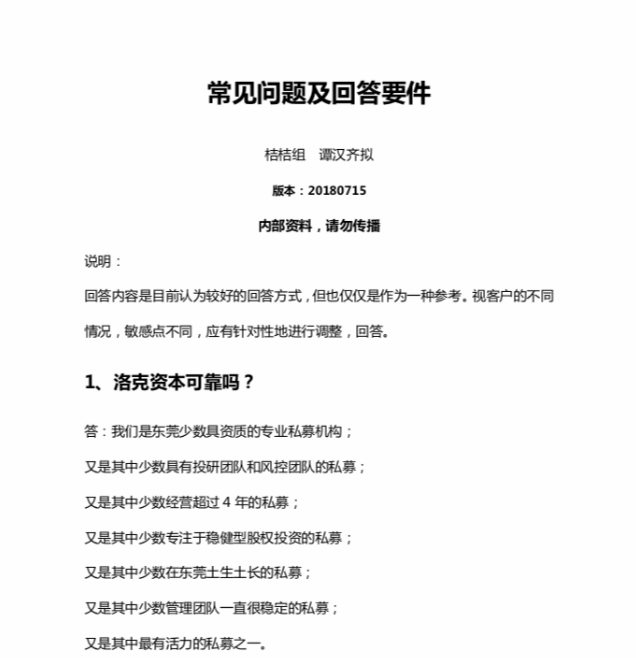 常见问题及回答要件
桔桔组 谭汉齐拟
版本：20180715
内部资料，请勿传播
说明：
回答内容是目前认为较好的回答方式，但也仅仅是作为一种参考。视客户的不同
情况，敏感点不同，应有针对性地进行调整，回答。
1、洛克资本可靠吗？
答：我们是东莞少数具资质的专业私募机构；
又是其中少数具有投研团队和风控团队的私募；
又是其中少数经营超过 4 年的私募；
又是其中少数专注于稳健型股权投资的私募；
又是其中少数在东莞土生土长的私募；
又是其中少数管理团队一直很稳定的私募；
又是其中最有活力的私募之一。